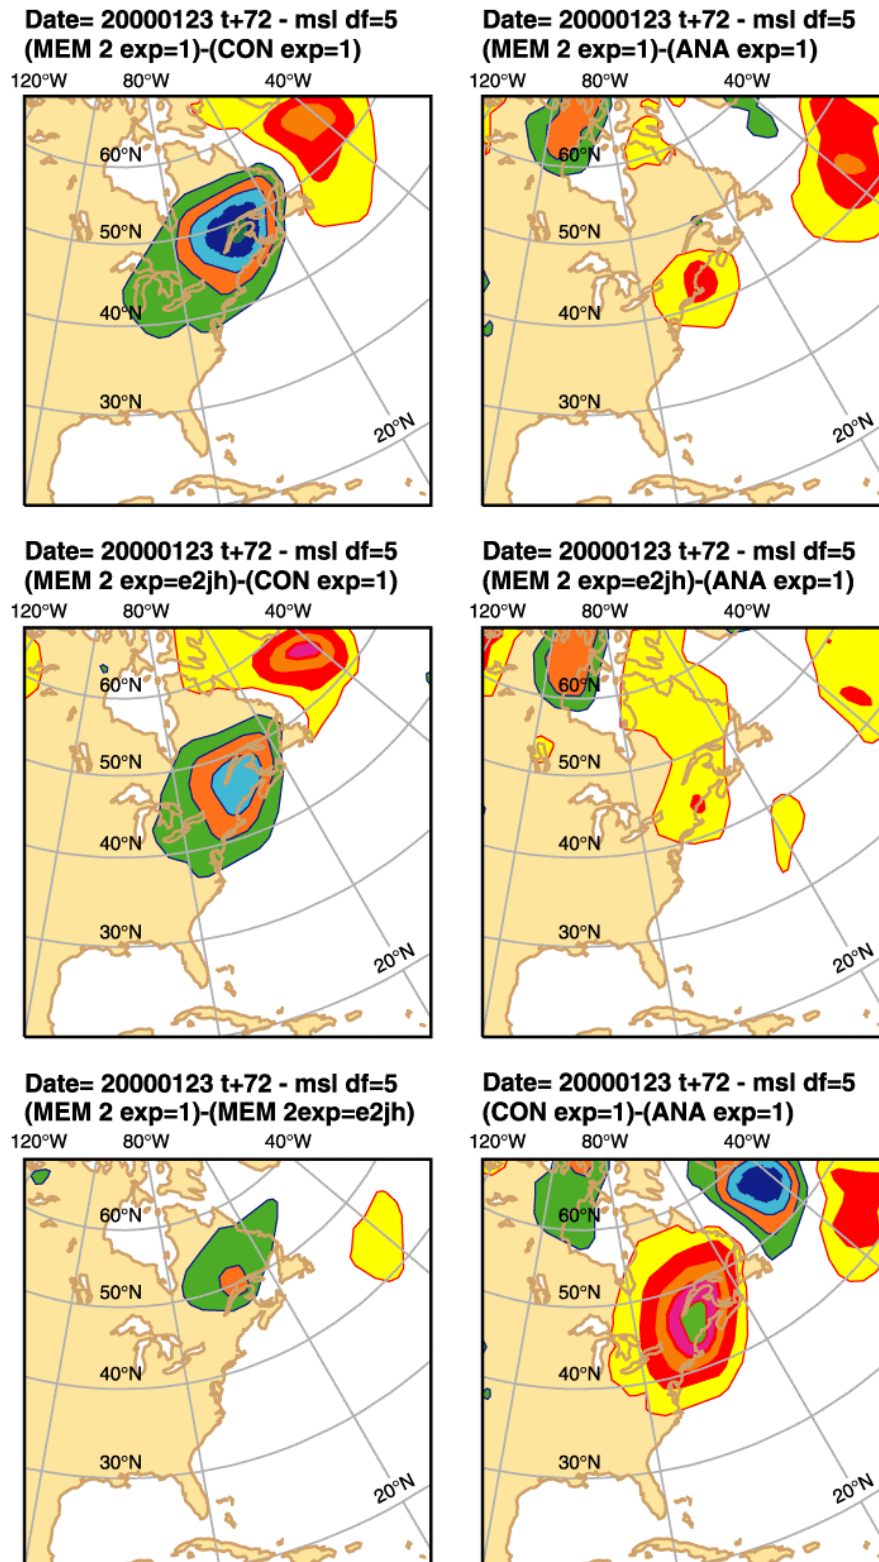 Date= 20000123 t+72 - msl df=5
(MEM 2 exp=1)-(CON exp=1)
120°W 80°W 40°W
60°N
50°N
40°N
30°N
20°N
Date= 20000123 t+72 - msl df=5
(MEM 2 exp=1)-(ANA exp=1)
120°W 80°W 40°W
60°N
50°N
40°N
30°N
20°N
Date= 20000123 t+72 - msl df=5
(MEM 2 exp=e2jh)-(CON exp=1)
120°W 80°W 40°W
60°N
50°N
40°N
30°N
20°N
Date= 20000123 t+72 - msl df=5
(MEM 2 exp=e2jh)-(ANA exp=1)
120°W 80°W 40°W
60°N
50°N
40°N
30°N
20°N
Date= 20000123 t+72 - msl df=5
(MEM 2 exp=1)-(MEM 2exp=e2jh)
120°W 80°W 40°W
60°N
50°N
40°N
30°N
20°N
Date= 20000123 t+72 - msl df=5
(CON exp=1)-(ANA exp=1)
120°W 80°W 40°W
60°N
50°N
40°N
30°N
20°N